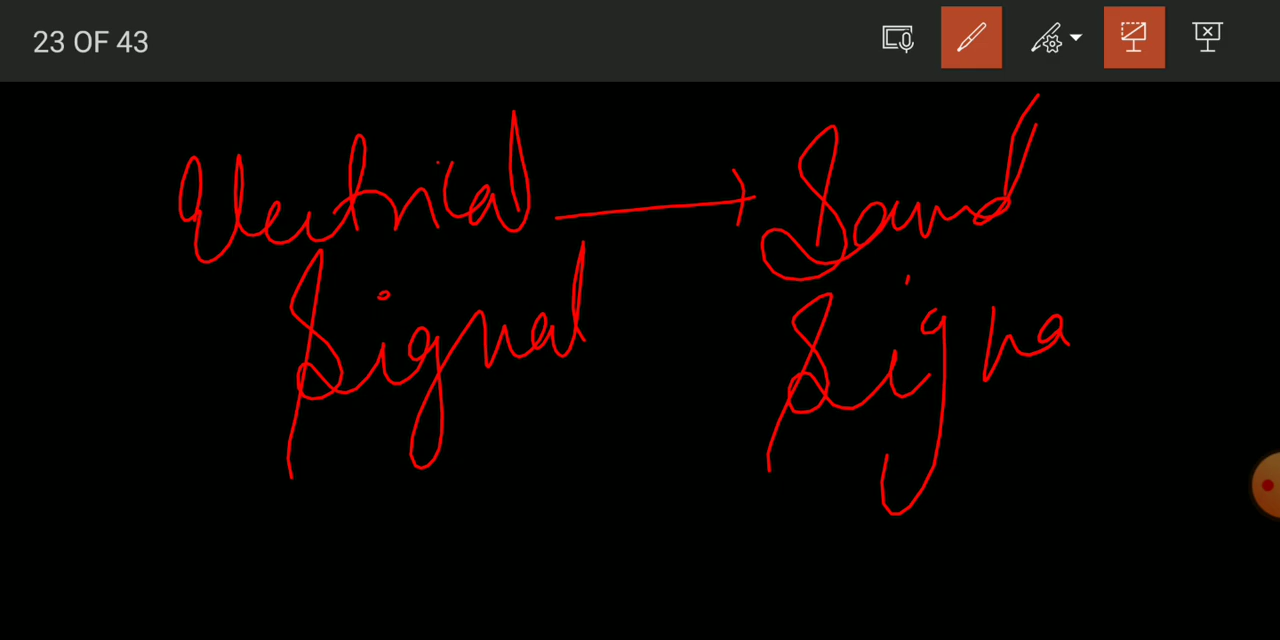 23 OF 43
Electrical → Sound
Signal Signa